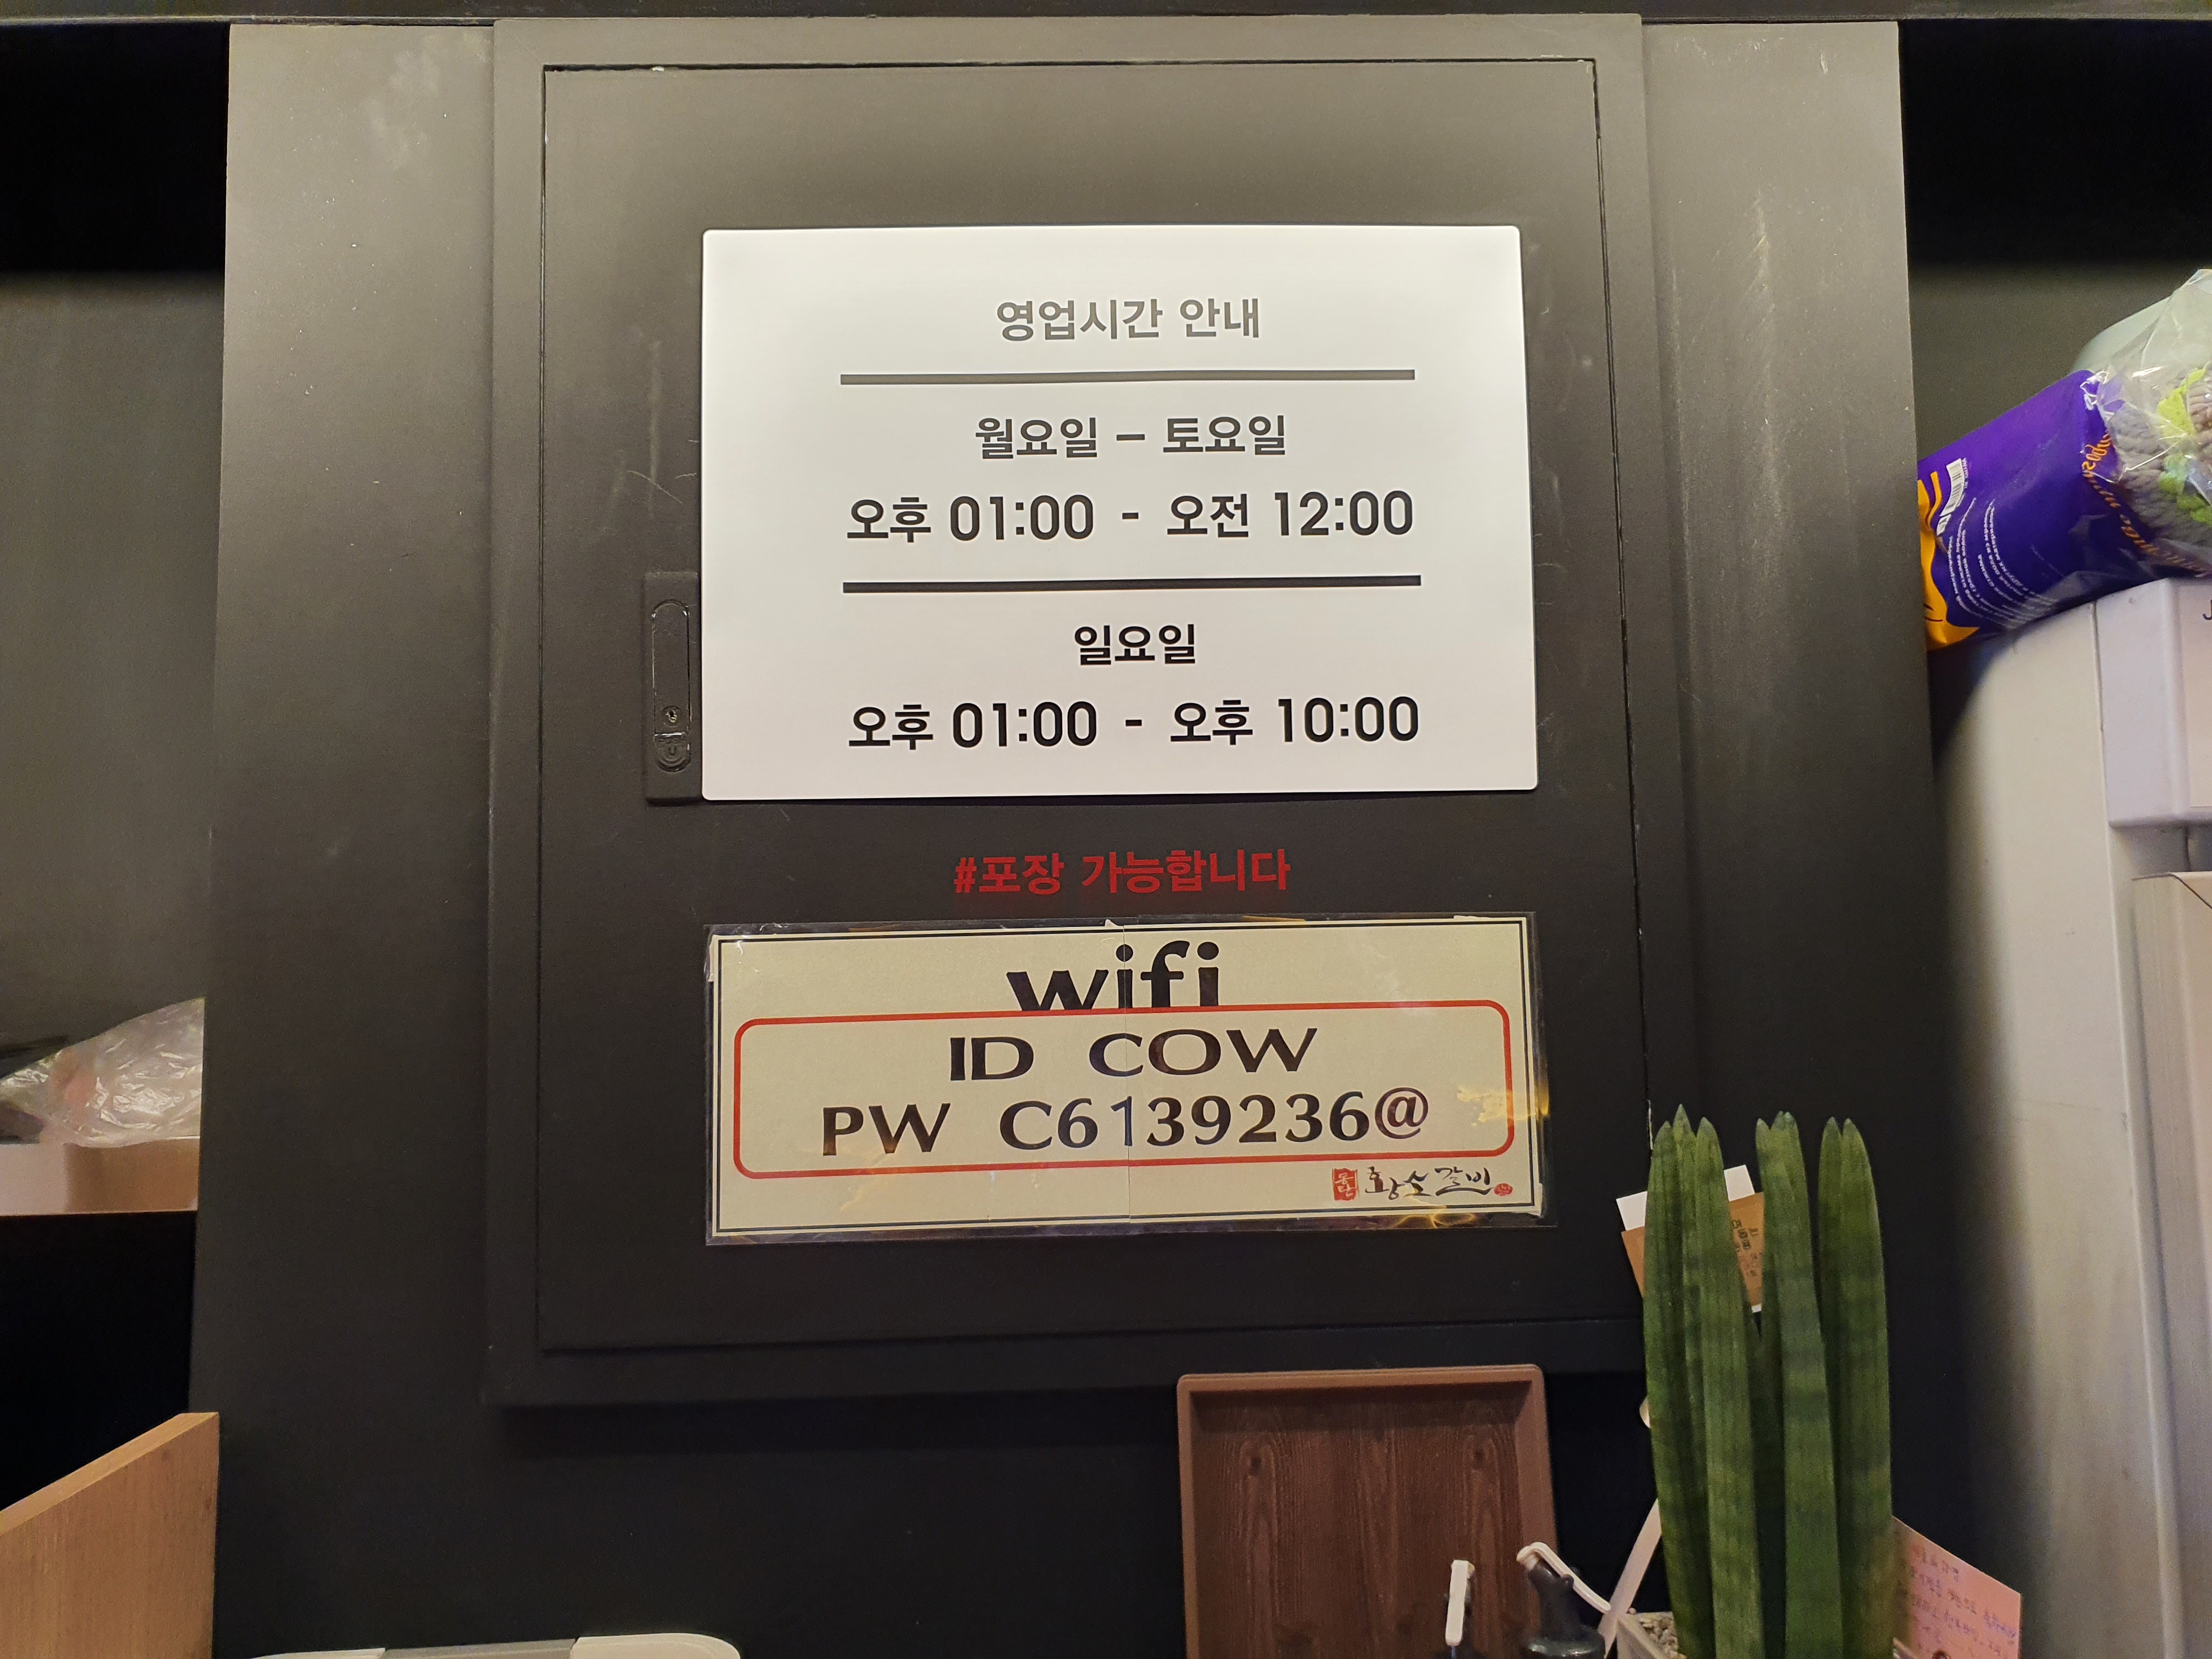 영업시간 안내
월요일 – 토요일
오후 01:00 - 오전 12:00
일요일
오후 01:00 - 오후 10:00
#포장 가능합니다
wifi
ID COW
PW C6139236@
황소갈비